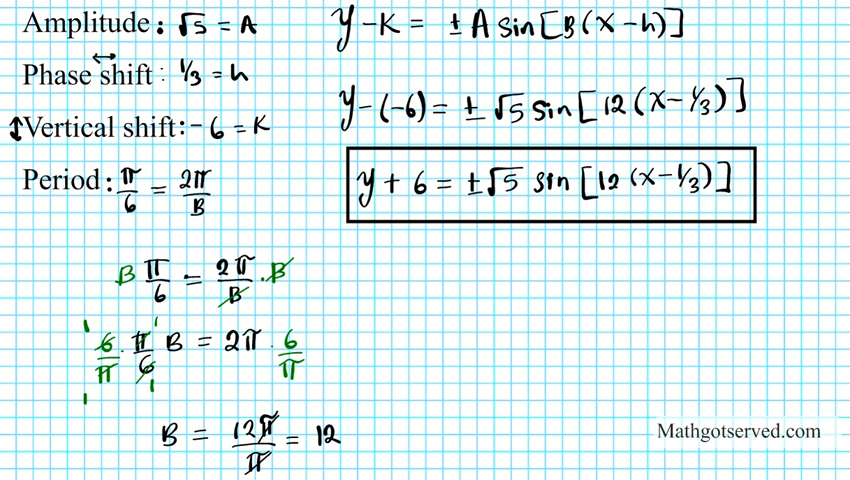 Amplitude: √5 = A
Phase shift: 1/3 = h
↕Vertical shift: -6 = K
Period: π/6 = 2π/B
B π/6 = 2π/B · B
6/π · π/6 B = 2π · 6/π
B = 12π/π = 12
y - K = ± A sin[B(x - h)]
y - (-6) = ± √5 sin[12(x - 1/3)]
y + 6 = ± √5 sin[12(x - 1/3)]
Mathgotserved.com